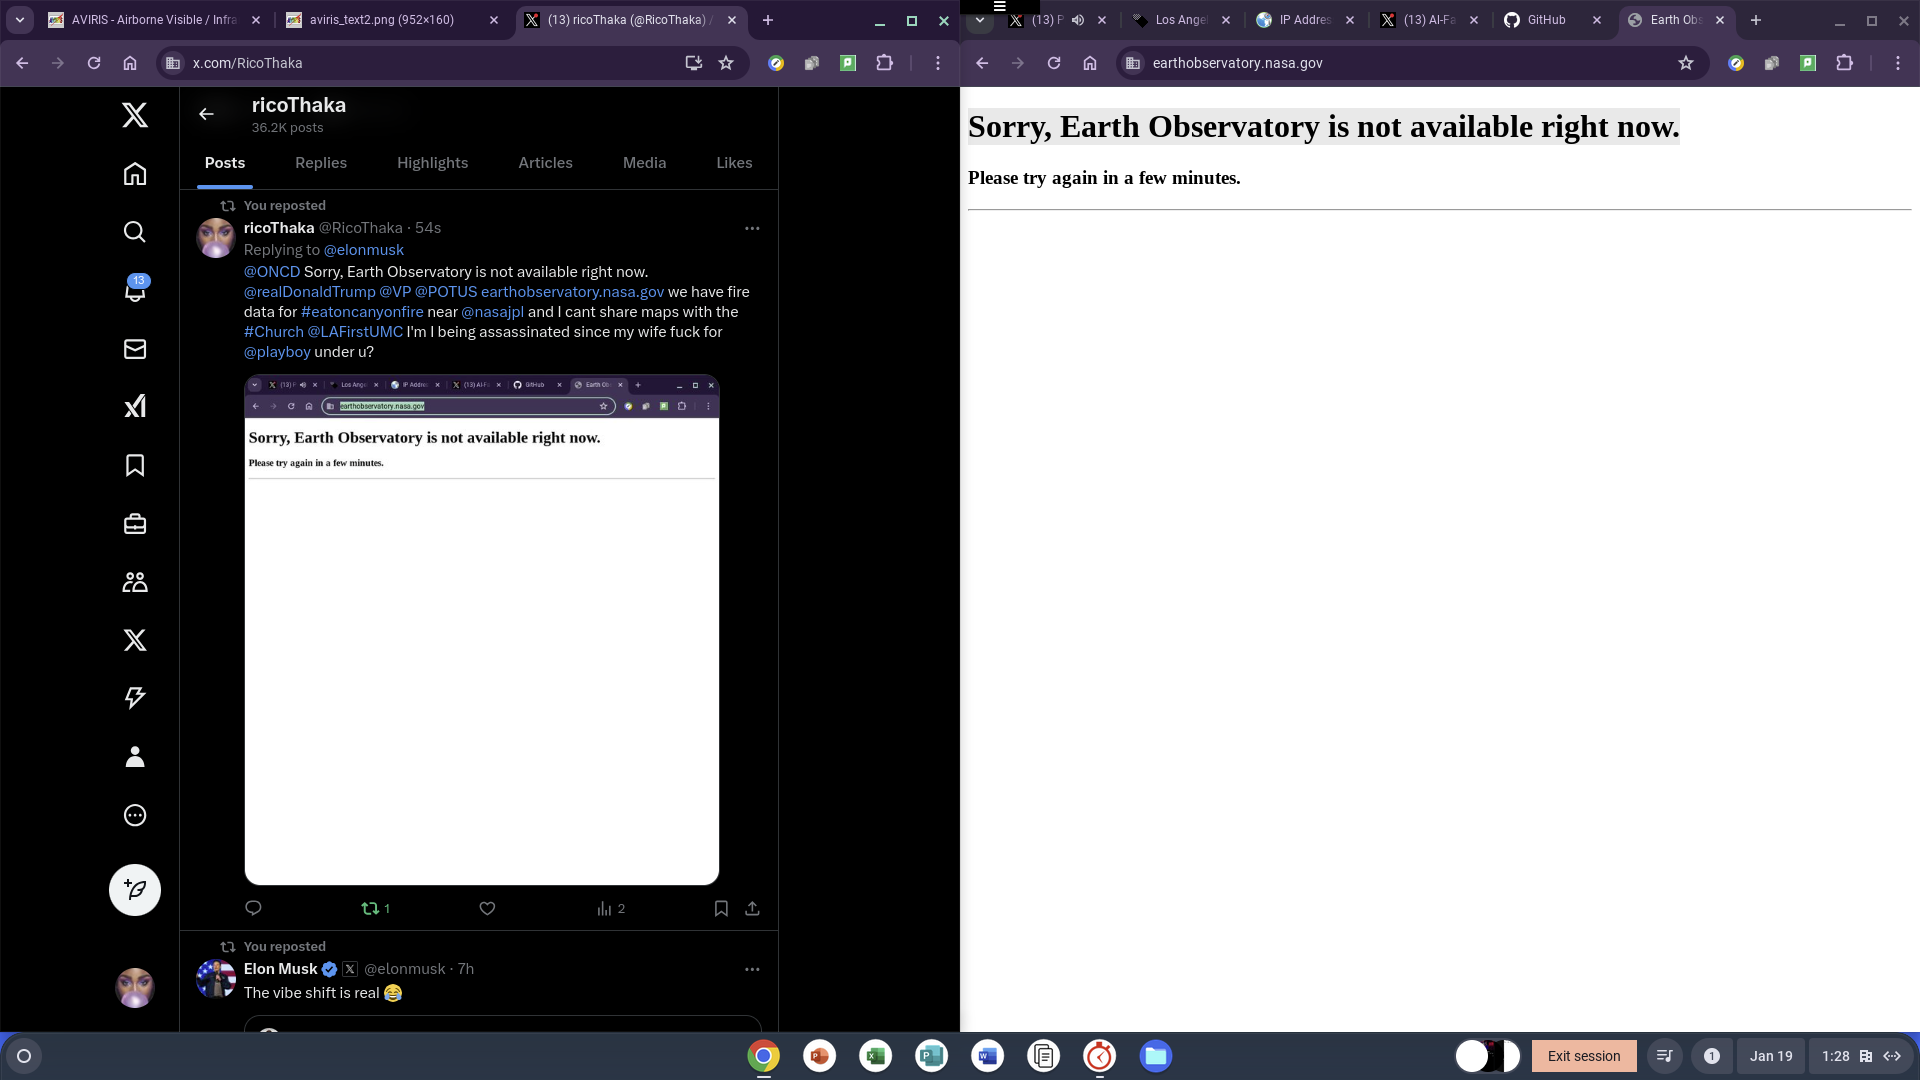 AVIRIS - Airborne Visible / Infra
aviris_text2.png (952×160)
(13) ricoThaka (@RicoThaka) /
x.com/RicoThaka
ricoThaka
36.2K posts
Posts Replies Highlights Articles Media Likes
You reposted
ricoThaka @RicoThaka · 54s
Replying to @elonmusk
@ONCD Sorry, Earth Observatory is not available right now.
@realDonaldTrump @VP @POTUS earthobservatory.nasa.gov we have fire
data for #eatoncanyonfire near @nasajpl and I cant share maps with the
#Church @LAFirstUMC I'm I being assassinated since my wife fuck for
@playboy under u?
(13) F Los Ange IP Addre (13) AI-Fa GitHub Earth Ob
earthobservatory.nasa.gov
Sorry, Earth Observatory is not available right now.
Please try again in a few minutes.
1
2
You reposted
Elon Musk @elonmusk · 7h
The vibe shift is real 😂
13
(13) P Los Angel IP Addres (13) AI-Fa GitHub Earth Obs
earthobservatory.nasa.gov
Sorry, Earth Observatory is not available right now.
Please try again in a few minutes.
Exit session
1
Jan 19
1:28